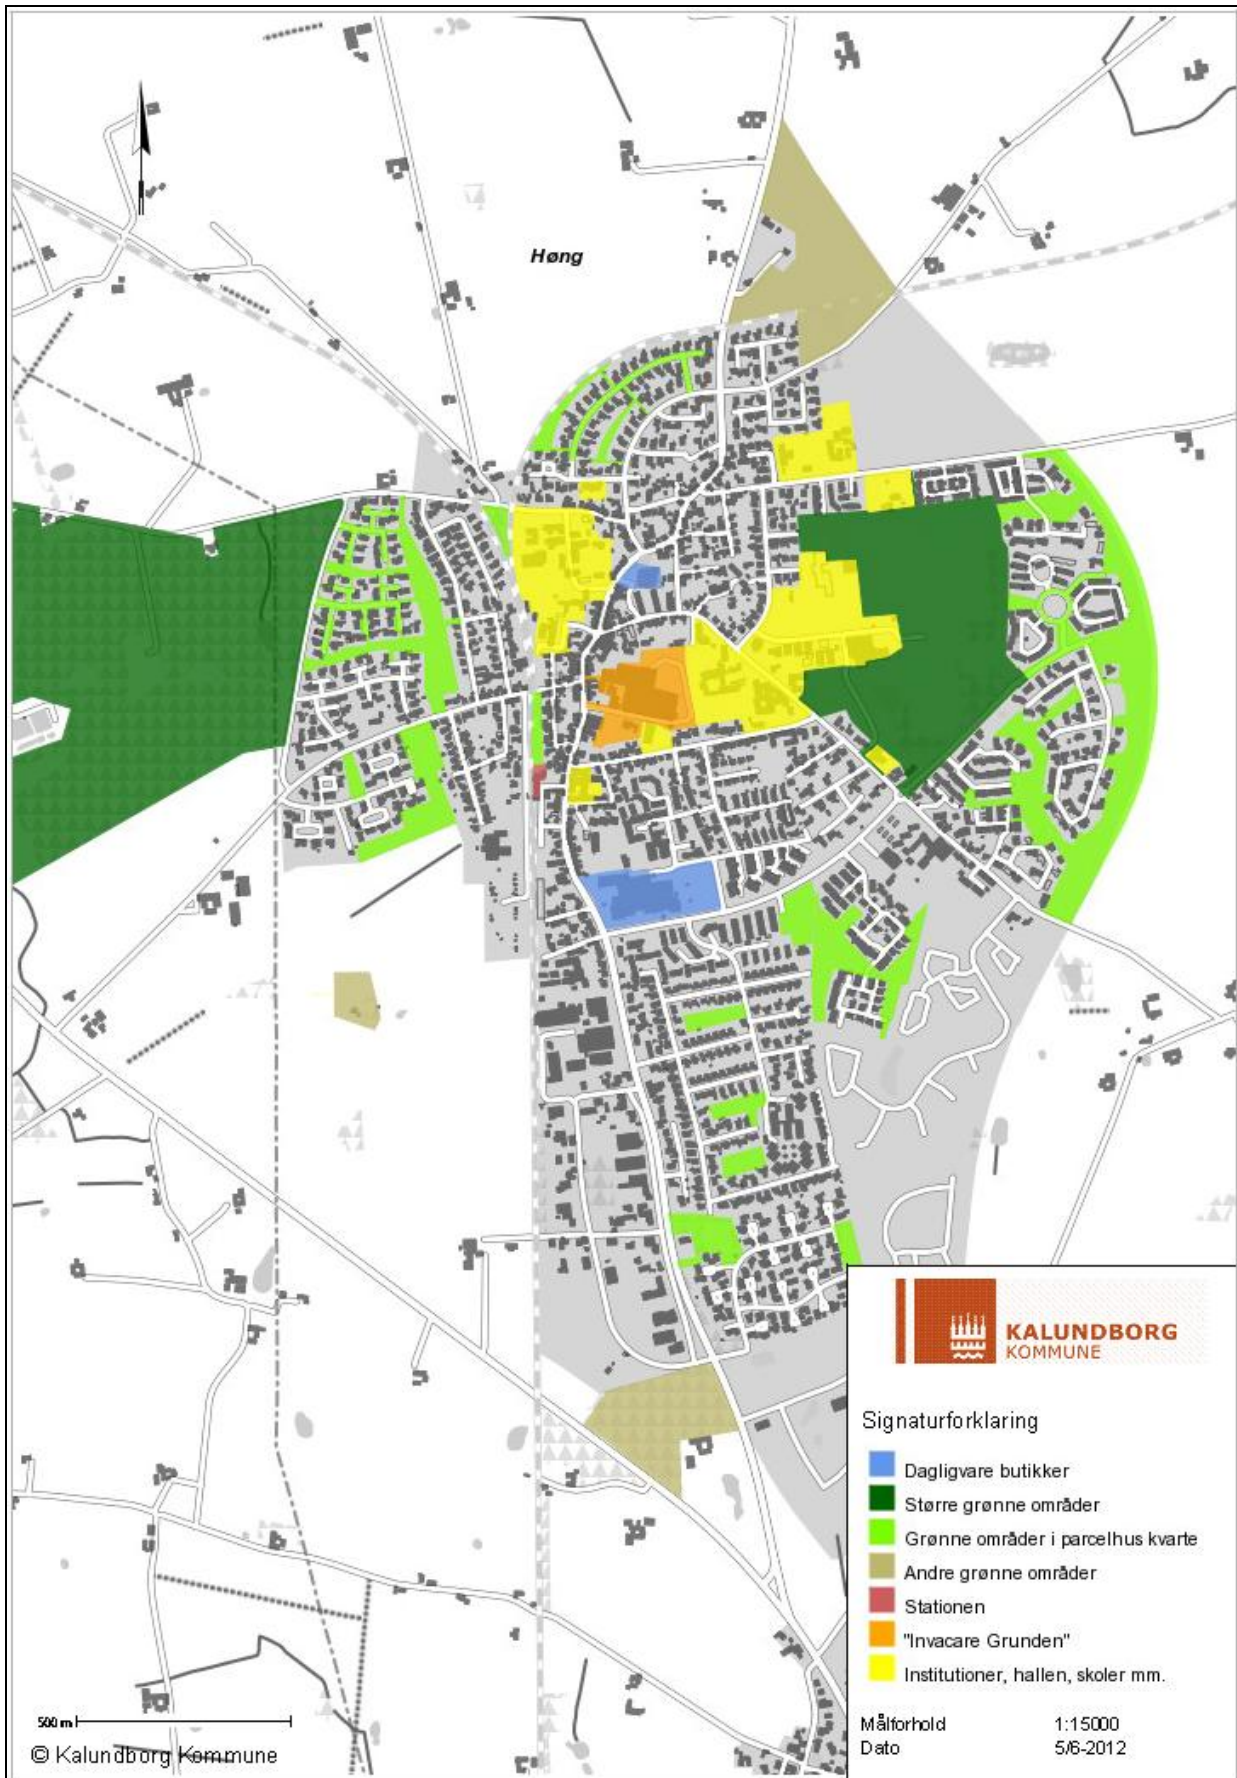 Høng
KALUNDBORG
KOMMUNE
Signaturforklaring
Dagligvare butikker
Større grønne områder
Grønne områder i parcelhus kvarte
Andre grønne områder
Stationen
"Invacare Grunden"
Institutioner, hallen, skoler mm.
Målforhold 1:15000
Dato 5/6-2012
500 m
© Kalundborg Kommune